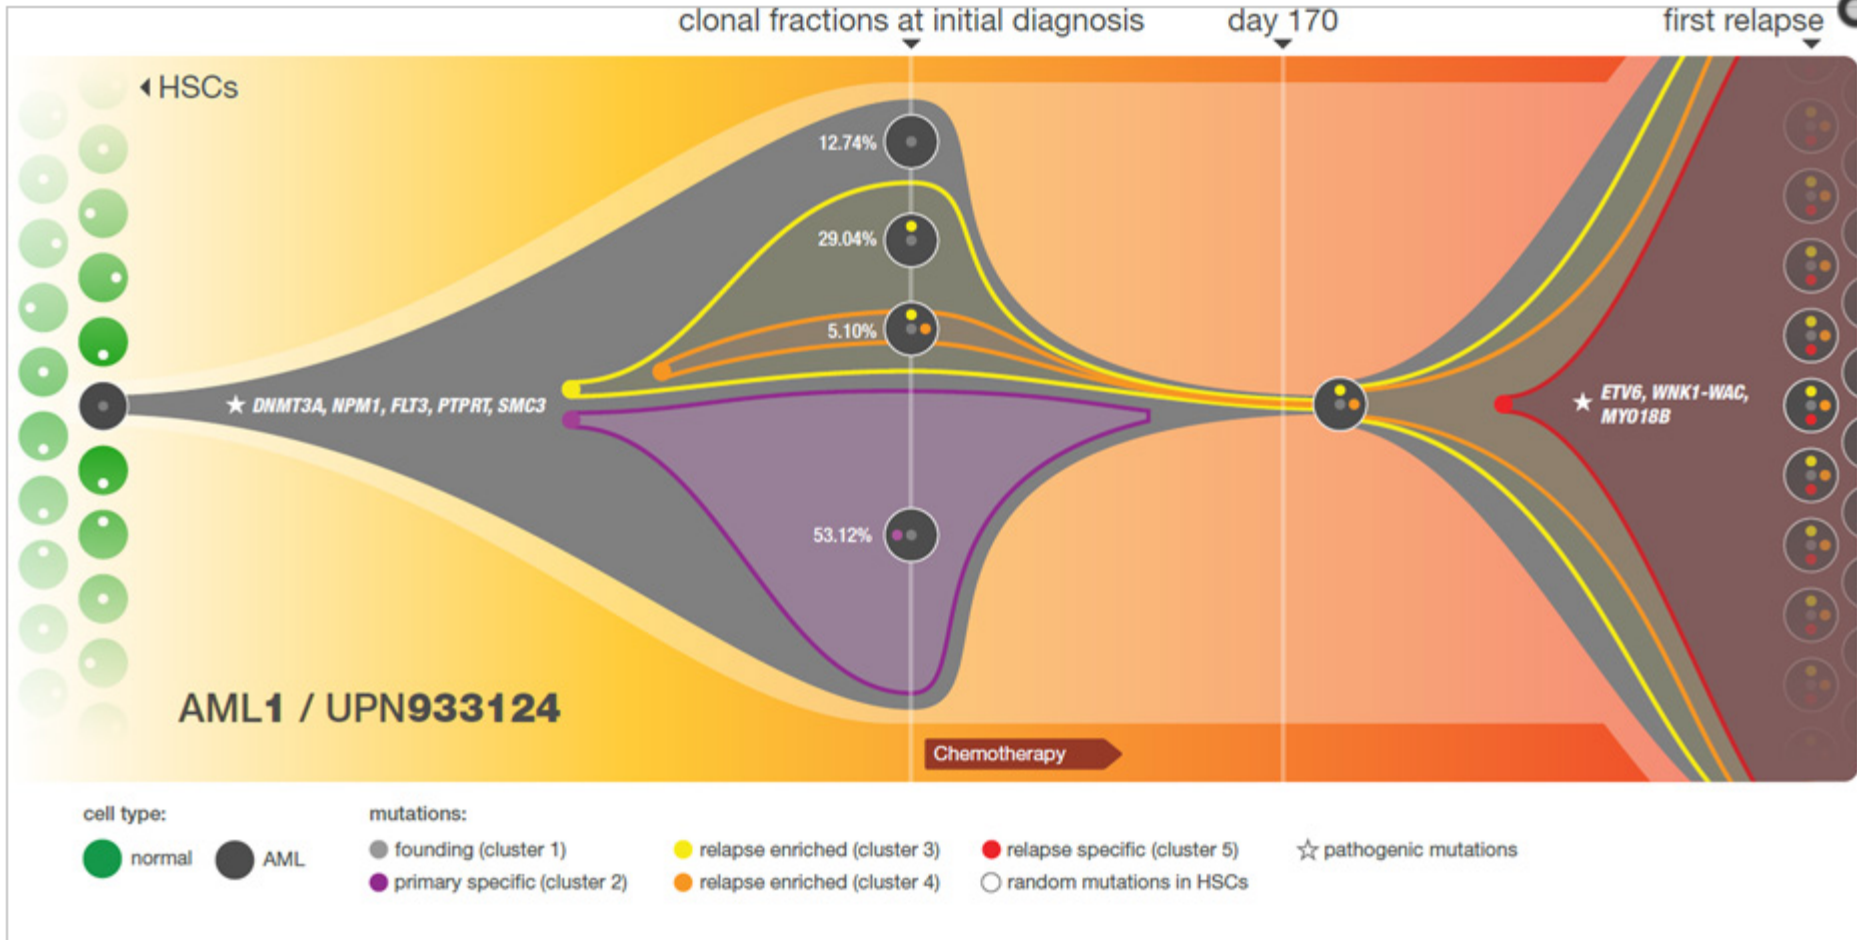 clonal fractions at initial diagnosis
day 170
first relapse
HSCs
12.74%
29.04%
5.10%
DNMT3A, NPM1, FLT3, PTPRT, SMC3
ETV6, WNK1-WAC,
MYO18B
53.12%
AML1 / UPN933124
Chemotherapy
cell type:
normal
AML
mutations:
founding (cluster 1)
primary specific (cluster 2)
relapse enriched (cluster 3)
relapse enriched (cluster 4)
relapse specific (cluster 5)
random mutations in HSCs
pathogenic mutations